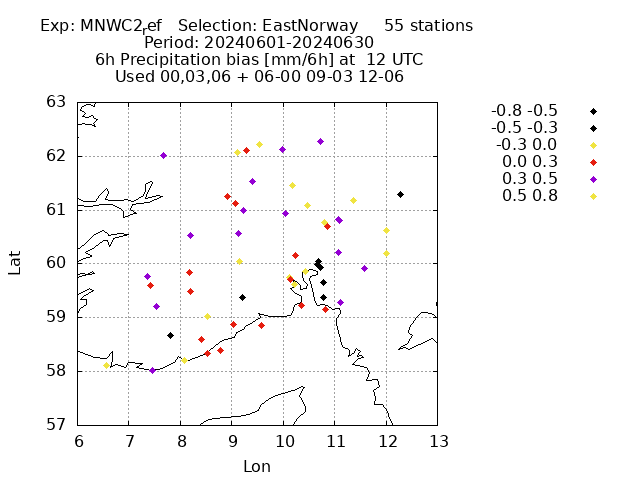 Exp: MNWC2ref   Selection: EastNorway     55 stations
Period: 20240601-20240630
6h Precipitation bias [mm/6h] at  12 UTC
Used 00,03,06 + 06-00 09-03 12-06
63
62
61
60
59
58
57
Lat
6 7 8 9 10 11 12 13
Lon
-0.8 -0.5
-0.5 -0.3
-0.3 0.0
0.0 0.3
0.3 0.5
0.5 0.8